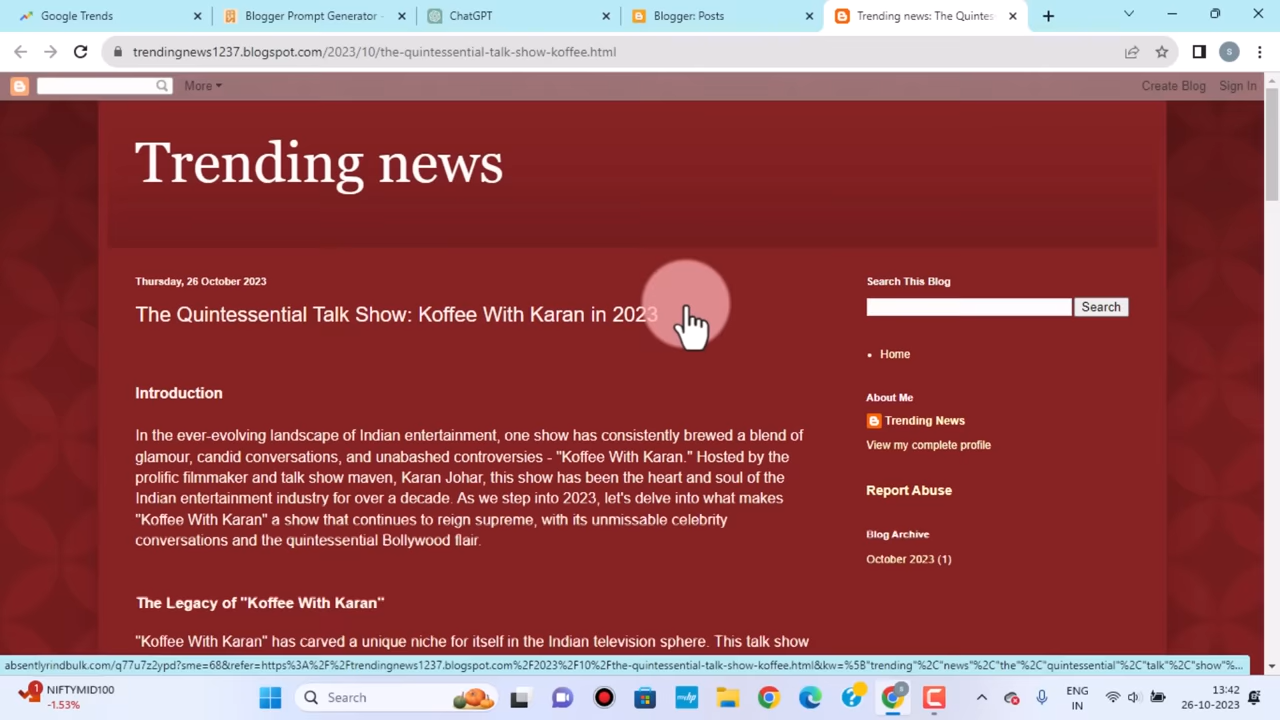 Google Trends
Blogger Prompt Generator -
ChatGPT
Blogger: Posts
Trending news: The Quintes
trendingnews1237.blogspot.com/2023/10/the-quintessential-talk-show-koffee.html
S
More
Create Blog Sign In
Trending news
Thursday, 26 October 2023
The Quintessential Talk Show: Koffee With Karan in 2023
Introduction
In the ever-evolving landscape of Indian entertainment, one show has consistently brewed a blend of
glamour, candid conversations, and unabashed controversies - "Koffee With Karan." Hosted by the
prolific filmmaker and talk show maven, Karan Johar, this show has been the heart and soul of the
Indian entertainment industry for over a decade. As we step into 2023, let's delve into what makes
"Koffee With Karan" a show that continues to reign supreme, with its unmissable celebrity
conversations and the quintessential Bollywood flair.
The Legacy of "Koffee With Karan"
"Koffee With Karan" has carved a unique niche for itself in the Indian television sphere. This talk show
Search This Blog
Search
Home
About Me
Trending News
View my complete profile
Report Abuse
Blog Archive
October 2023 (1)
absentlyrindbulk.com/q77u7z2ypd?sme=68&refer=https%3A%2F%2Ftrendingnews1237.blogspot.com%2F2023%2F10%2Fthe-quintessential-talk-show-koffee.html&kw=%5B"trending"%2C"news"%2C"the"%2C"quintessential"%2C"talk"%2C"show"%...
1
NIFTYMID100
-1.53%
Search
myhp
ENG
IN
13:42
26-10-2023